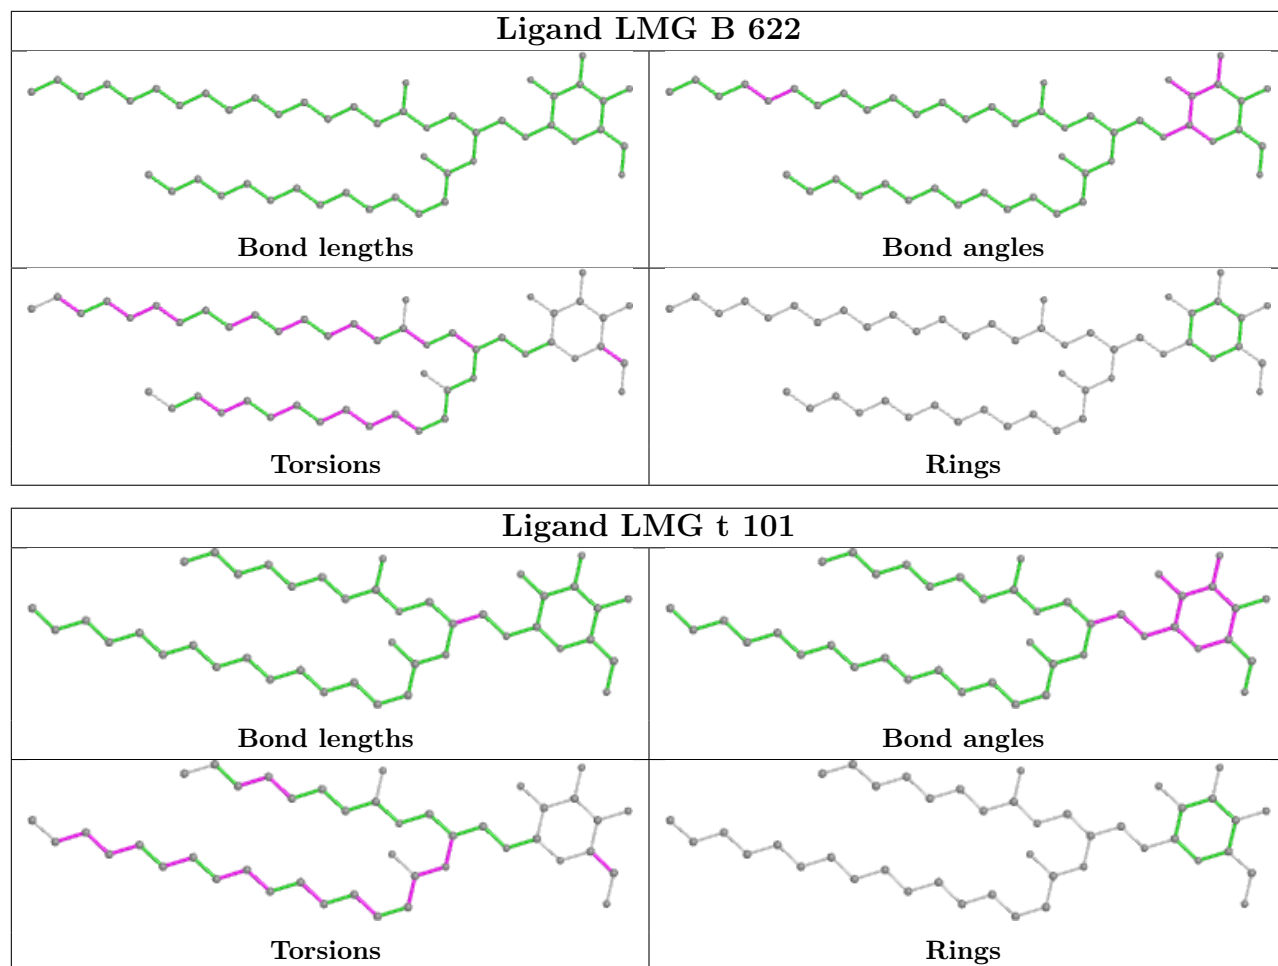 Ligand LMG B 622
Bond lengths
Bond angles
Torsions
Rings
Ligand LMG t 101
Bond lengths
Bond angles
Torsions
Rings